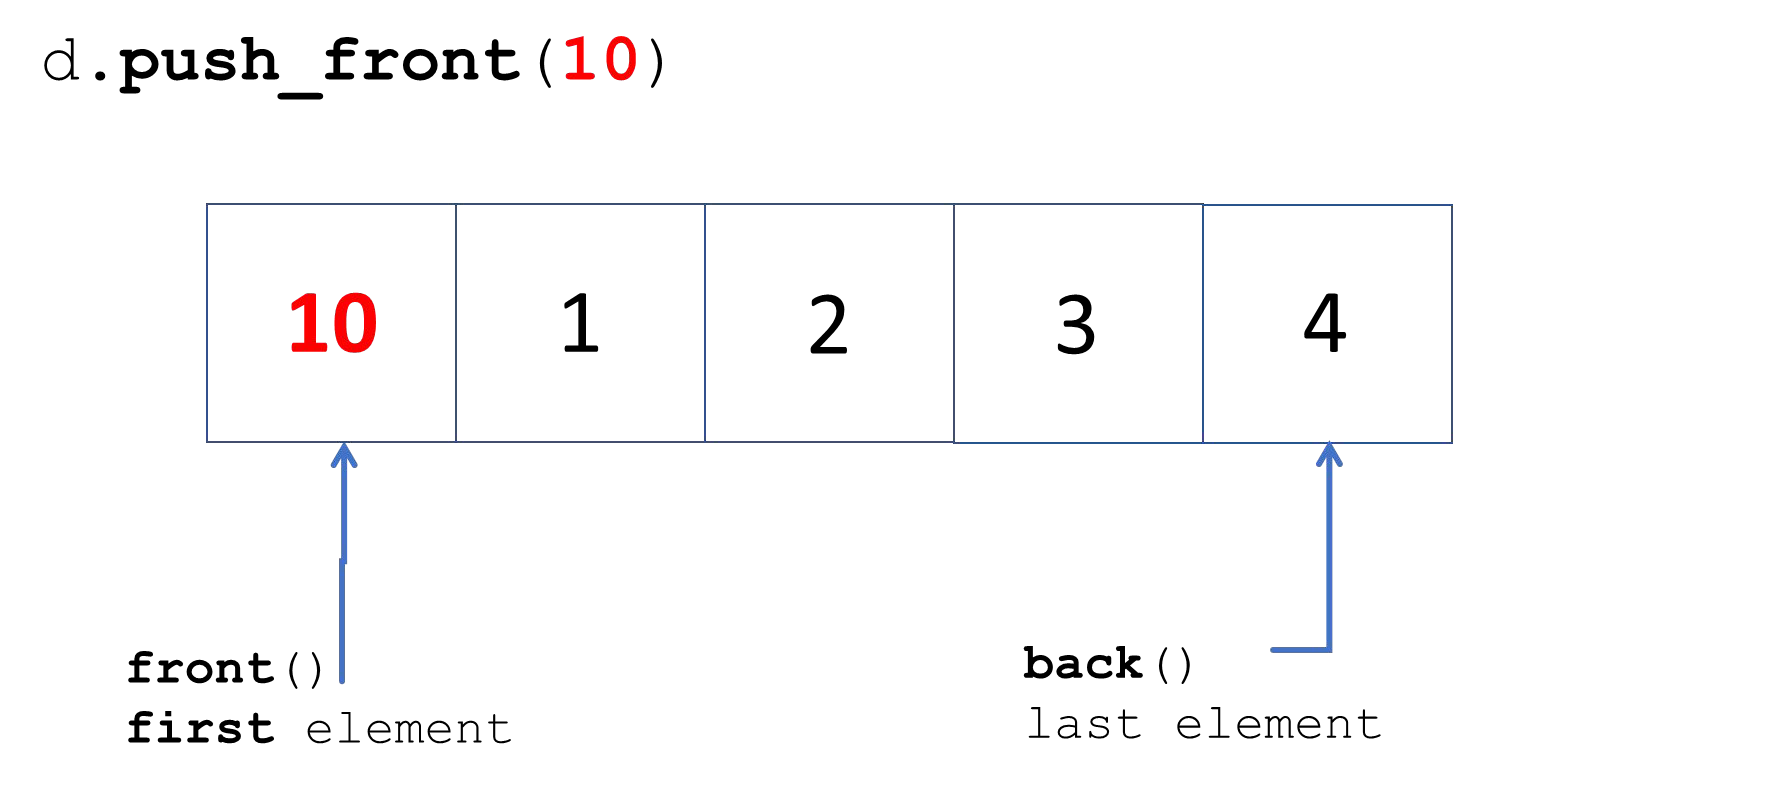 d.push_front(10)
10 1 2 3 4
front() back()
first element last element